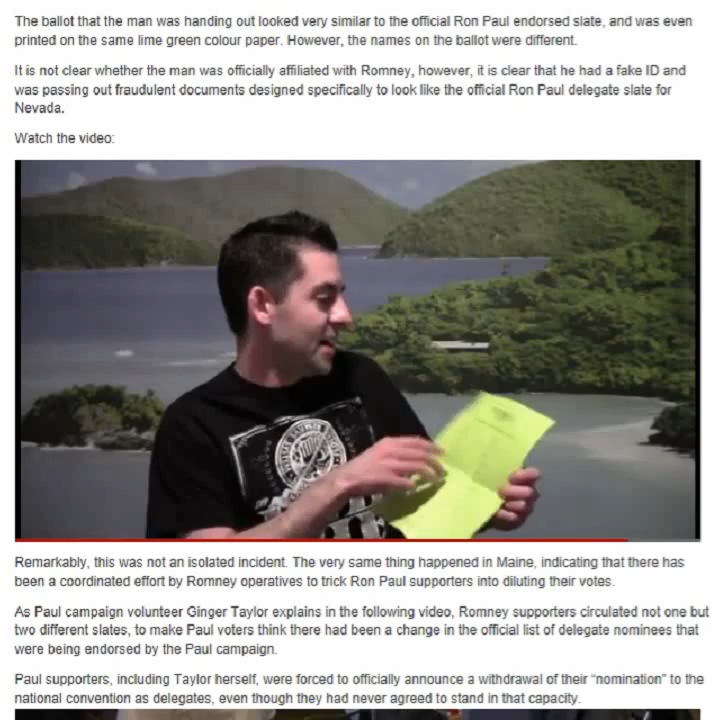 The ballot that the man was handing out looked very similar to the official Ron Paul endorsed slate, and was even
printed on the same lime green colour paper. However, the names on the ballot were different.
It is not clear whether the man was officially affiliated with Romney, however, it is clear that he had a fake ID and
was passing out fraudulent documents designed specifically to look like the official Ron Paul delegate slate for
Nevada.
Watch the video:
Remarkably, this was not an isolated incident. The very same thing happened in Maine, indicating that there has
been a coordinated effort by Romney operatives to trick Ron Paul supporters into diluting their votes.
As Paul campaign volunteer Ginger Taylor explains in the following video, Romney supporters circulated not one but
two different slates, to make Paul voters think there had been a change in the official list of delegate nominees that
were being endorsed by the Paul campaign.
Paul supporters, including Taylor herself, were forced to officially announce a withdrawal of their “nomination” to the
national convention as delegates, even though they had never agreed to stand in that capacity.